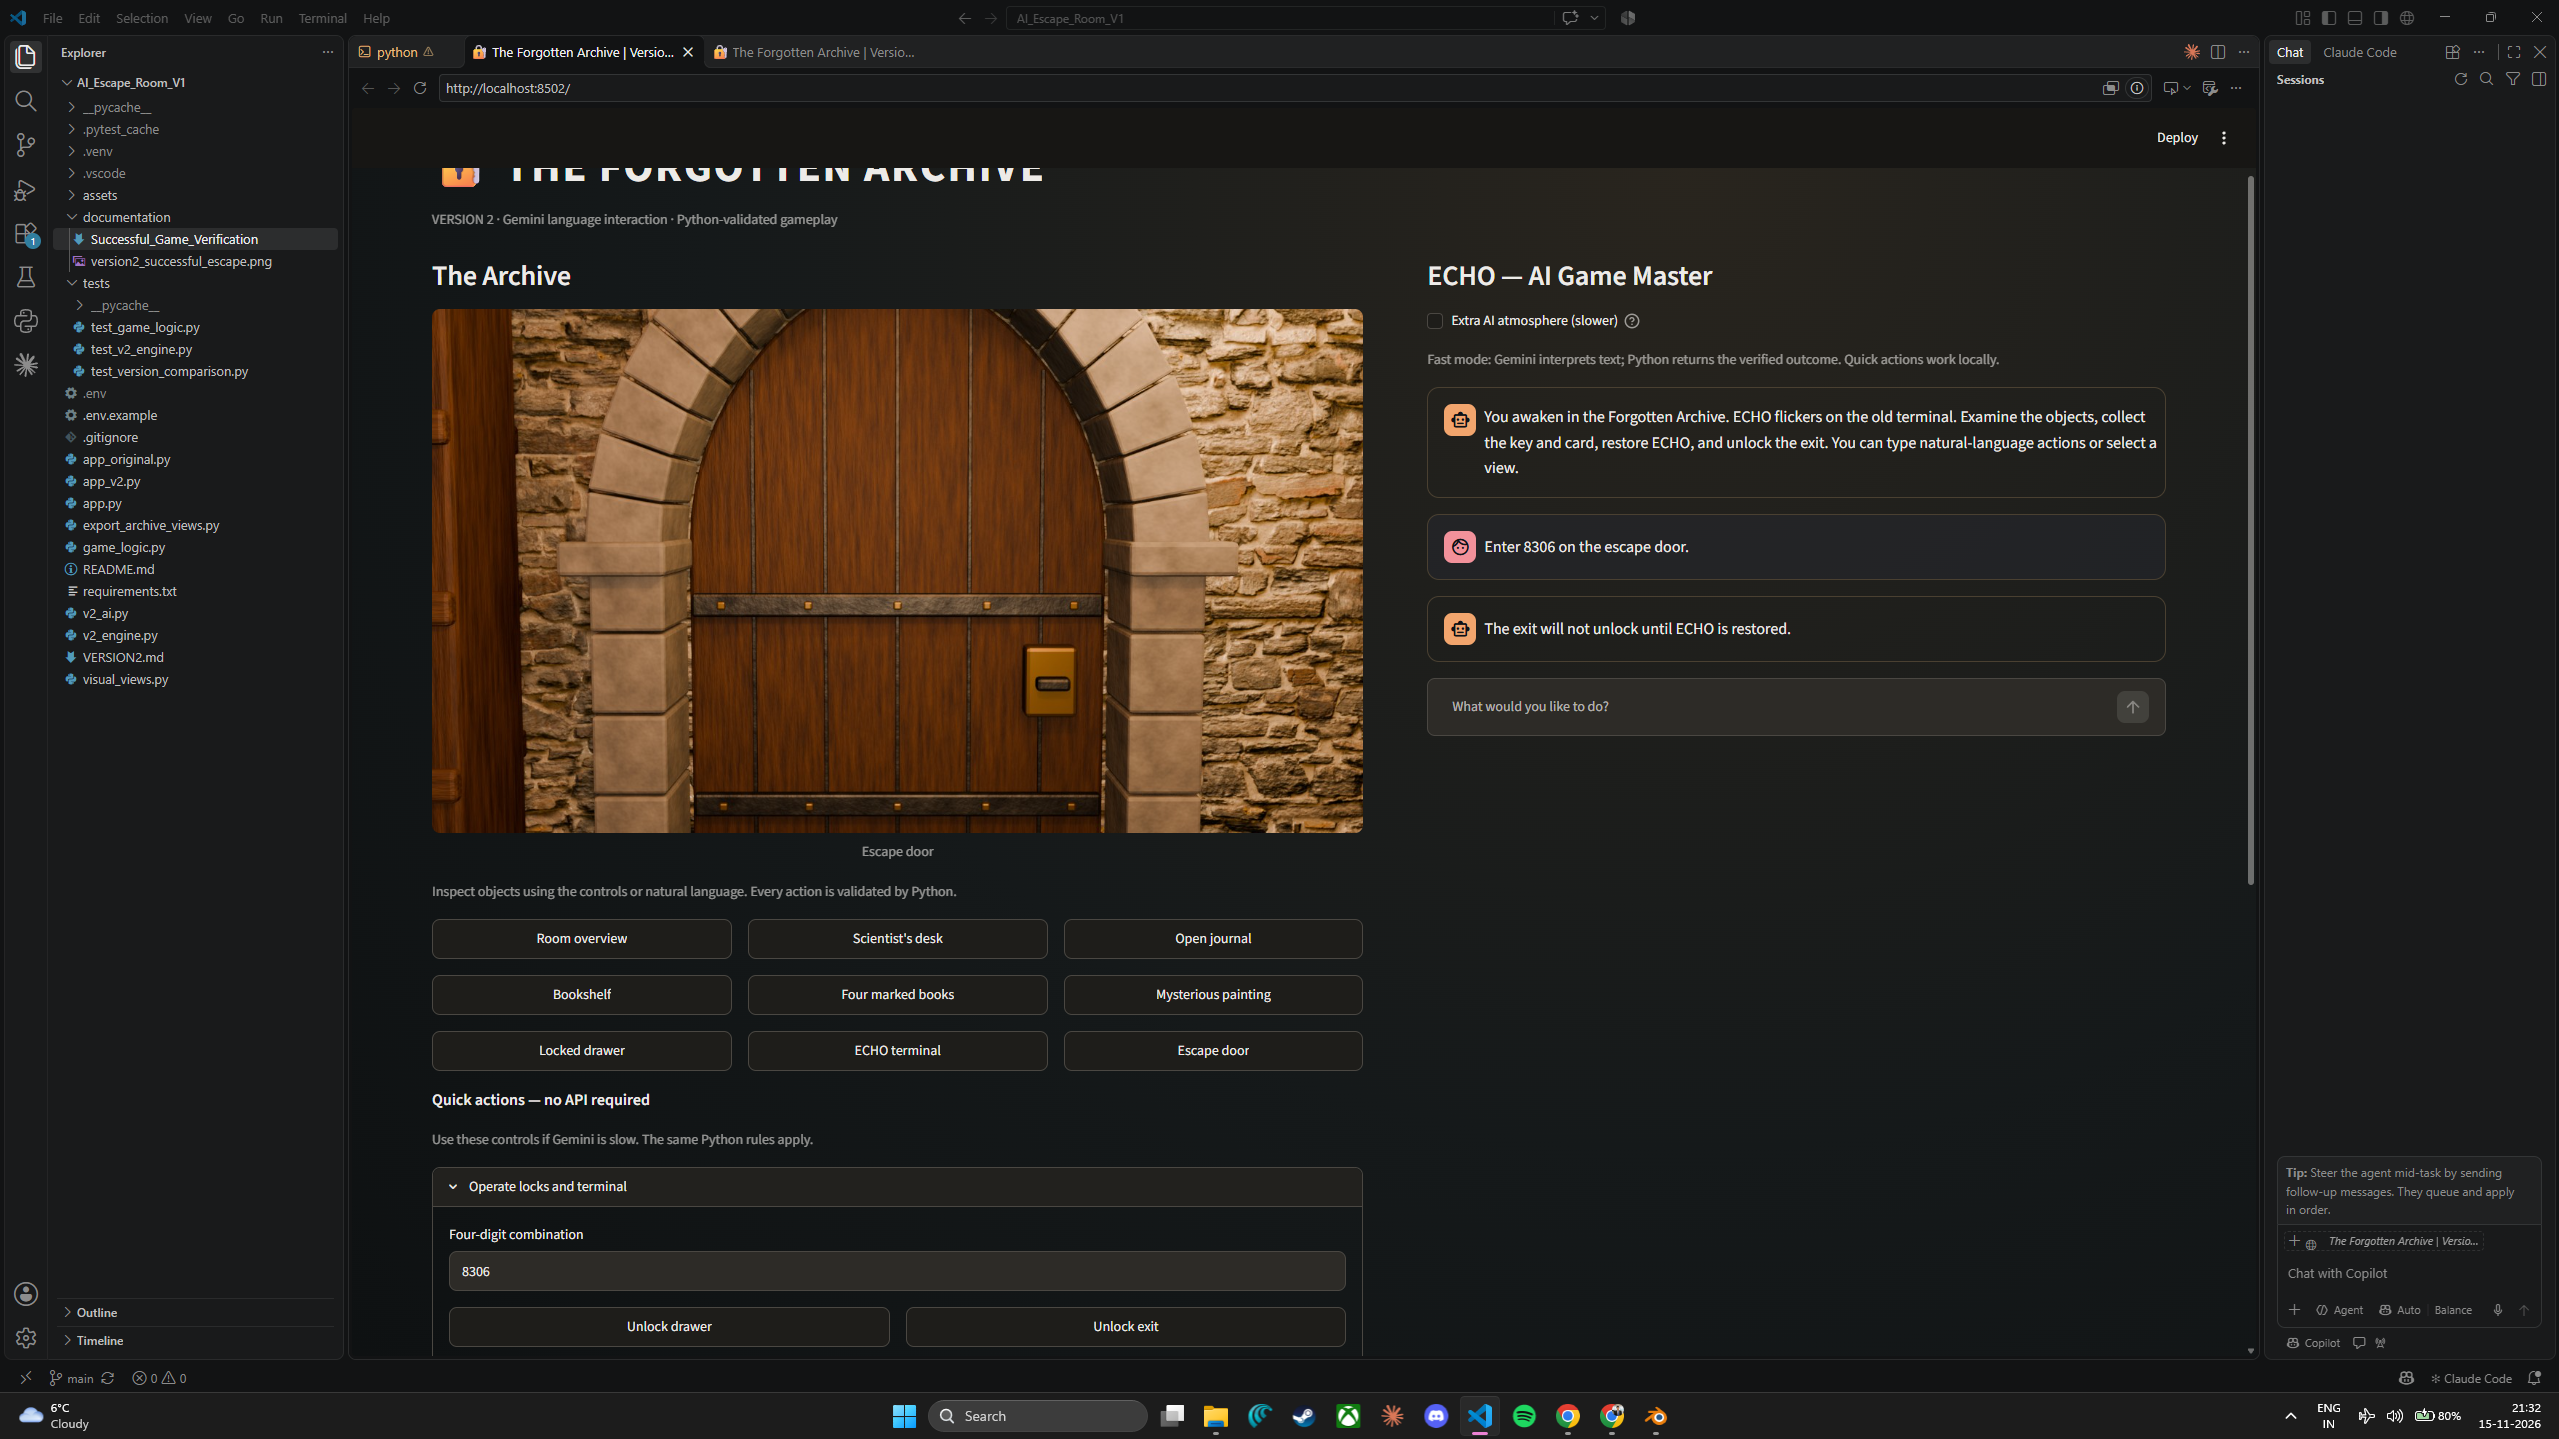 File Edit Selection View Go Run Terminal Help
AI_Escape_Room_V1
Explorer
AI_Escape_Room_V1
__pycache__
.pytest_cache
.venv
.vscode
assets
documentation
Successful_Game_Verification
version2_successful_escape.png
tests
__pycache__
test_game_logic.py
test_v2_engine.py
test_version_comparison.py
.env
.env.example
.gitignore
app_original.py
app_v2.py
app.py
export_archive_views.py
game_logic.py
README.md
requirements.txt
v2_ai.py
v2_engine.py
VERSION2.md
visual_views.py
Outline
Timeline
1
python
The Forgotten Archive | Versio...
The Forgotten Archive | Versio...
http://localhost:8502/
Deploy
THE FORGOTTEN ARCHIVE
VERSION 2 · Gemini language interaction · Python-validated gameplay
The Archive
Escape door
Inspect objects using the controls or natural language. Every action is validated by Python.
Room overview Scientist's desk Open journal
Bookshelf Four marked books Mysterious painting
Locked drawer ECHO terminal Escape door
Quick actions — no API required
Use these controls if Gemini is slow. The same Python rules apply.
Operate locks and terminal
Four-digit combination
8306
Unlock drawer Unlock exit
ECHO — AI Game Master
Extra AI atmosphere (slower)
Fast mode: Gemini interprets text; Python returns the verified outcome. Quick actions work locally.
You awaken in the Forgotten Archive. ECHO flickers on the old terminal. Examine the objects, collect
the key and card, restore ECHO, and unlock the exit. You can type natural-language actions or select a
view.
Enter 8306 on the escape door.
The exit will not unlock until ECHO is restored.
What would you like to do?
Chat Claude Code
Sessions
Tip: Steer the agent mid-task by sending
follow-up messages. They queue and apply
in order.
The Forgotten Archive | Versio...
Chat with Copilot
Agent Auto Balance
Copilot
main 0 0
Claude Code
6°C
Cloudy
Search
ENG
IN
80%
21:32
15-11-2026